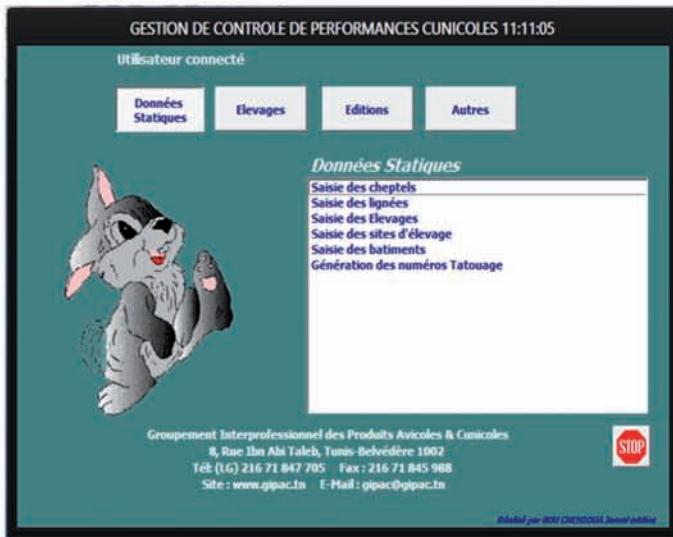 GESTION DE CONTROLE DE PERFORMANCES CUNICOLES 11:11:05
Utilisateur connecté
Données Statiques
Elevages
Editions
Autres
Données Statiques
Saisie des cheptels
Saisie des lignées
Saisie des Elevages
Saisie des sites d'élevage
Saisie des batiments
Génération des numéros Tatouage
Groupement Interprofessionnel des Produits Avicoles & Cunicoles
8, Rue Ibn Abi Taleb, Tunis-Belvédère 1002
Tél: (LG) 216 71 847 705 Fax : 216 71 845 988
Site : www.gipac.tn E-Mail : gipac@gipac.tn
STOP
Réalisé par BOU